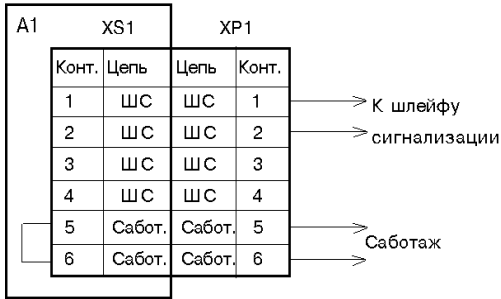 A1 XS1 XP1
Конт. Цепь Цепь Конт.
1 ШС ШС 1 К шлейфу
2 ШС ШС 2 сигнализации
3 ШС ШС 3
4 ШС ШС 4
5 Сабот. Сабот. 5
Саботаж
6 Сабот. Сабот. 6